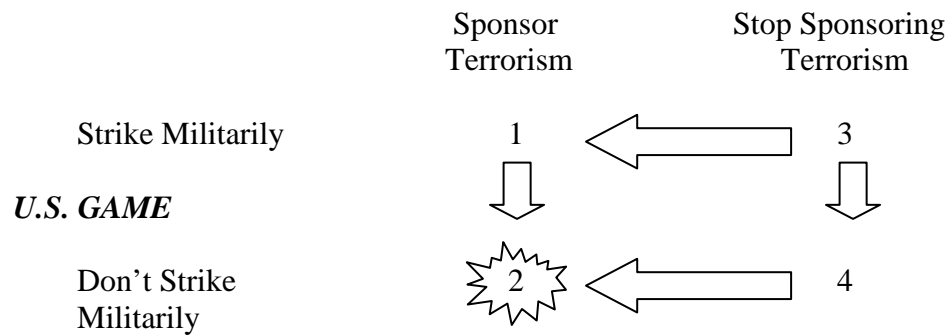 Sponsor Terrorism
Stop Sponsoring Terrorism
Strike Militarily
1
3
U.S. GAME
Don’t Strike Militarily
2
4